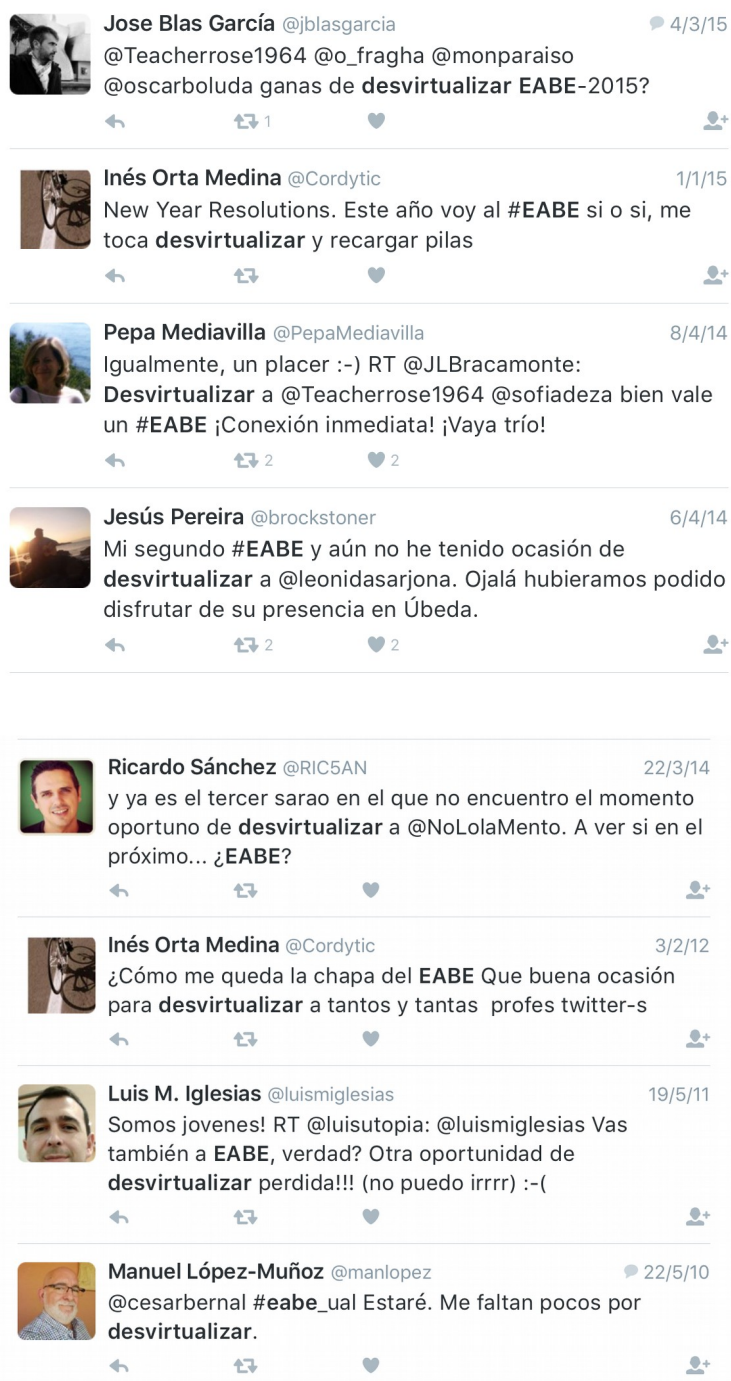 Jose Blas García @jblasgarcia 4/3/15
@Teacherrose1964 @o_fragha @monparaiso
@oscarboluda ganas de desvirtualizar EABE-2015?
1
Inés Orta Medina @Cordytic 1/1/15
New Year Resolutions. Este año voy al #EABE si o si, me
toca desvirtualizar y recargar pilas
Pepa Mediavilla @PepaMediavilla 8/4/14
Igualmente, un placer :-) RT @JLBracamonte:
Desvirtualizar a @Teacherrose1964 @sofiadeza bien vale
un #EABE ¡Conexión inmediata! ¡Vaya trío!
2 2
Jesús Pereira @brockstoner 6/4/14
Mi segundo #EABE y aún no he tenido ocasión de
desvirtualizar a @leonidasarjona. Ojalá hubieramos podido
disfrutar de su presencia en Úbeda.
2 2
Ricardo Sánchez @RIC5AN 22/3/14
y ya es el tercer sarao en el que no encuentro el momento
oportuno de desvirtualizar a @NoLolaMento. A ver si en el
próximo... ¿EABE?
Inés Orta Medina @Cordytic 3/2/12
¿Cómo me queda la chapa del EABE Que buena ocasión
para desvirtualizar a tantos y tantas profes twitter-s
Luis M. Iglesias @luismiglesias 19/5/11
Somos jovenes! RT @luisutopia: @luismiglesias Vas
también a EABE, verdad? Otra oportunidad de
desvirtualizar perdida!!! (no puedo irrrr) :-(
Manuel López-Muñoz @manlopez 22/5/10
@cesarbernal #eabe_ual Estaré. Me faltan pocos por
desvirtualizar.